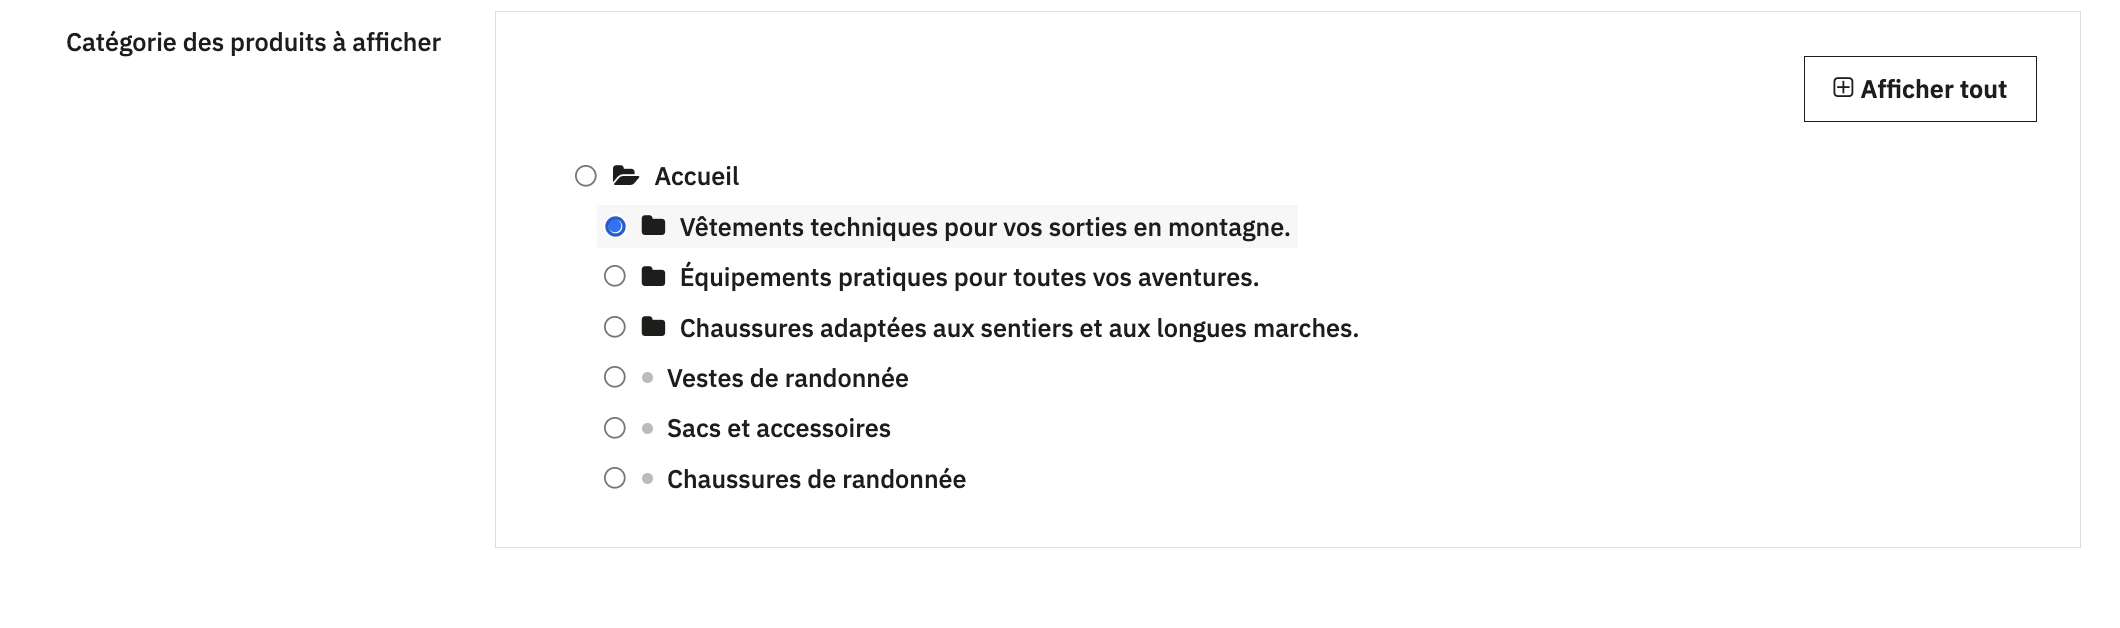 Catégorie des produits à afficher
Afficher tout
Accueil
Vêtements techniques pour vos sorties en montagne.
Équipements pratiques pour toutes vos aventures.
Chaussures adaptées aux sentiers et aux longues marches.
Vestes de randonnée
Sacs et accessoires
Chaussures de randonnée